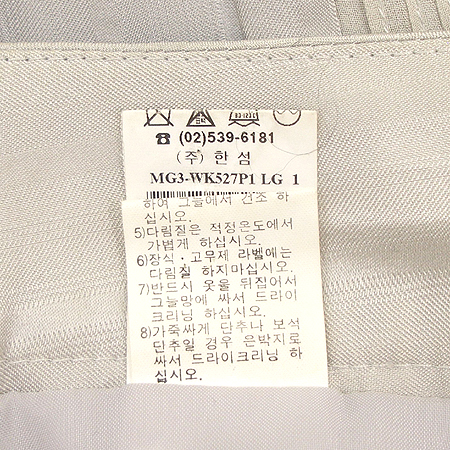 ☎ (02)539-6181
(주) 한 섬
MG3-WK527P1 LG 1
하여 그늘에서 건조 하
십시오.
5)다림질은 적정온도에서
가볍게 하십시오.
6)장식·고무제 라벨에는
다림질 하지마십시오.
7)반드시 옷을 뒤집어서
그늘망에 싸서 드라이
크리닝 하십시오.
8)가죽싸게 단추나 보석
단추일 경우 은박지로
싸서 드라이크리닝 하
십시오.